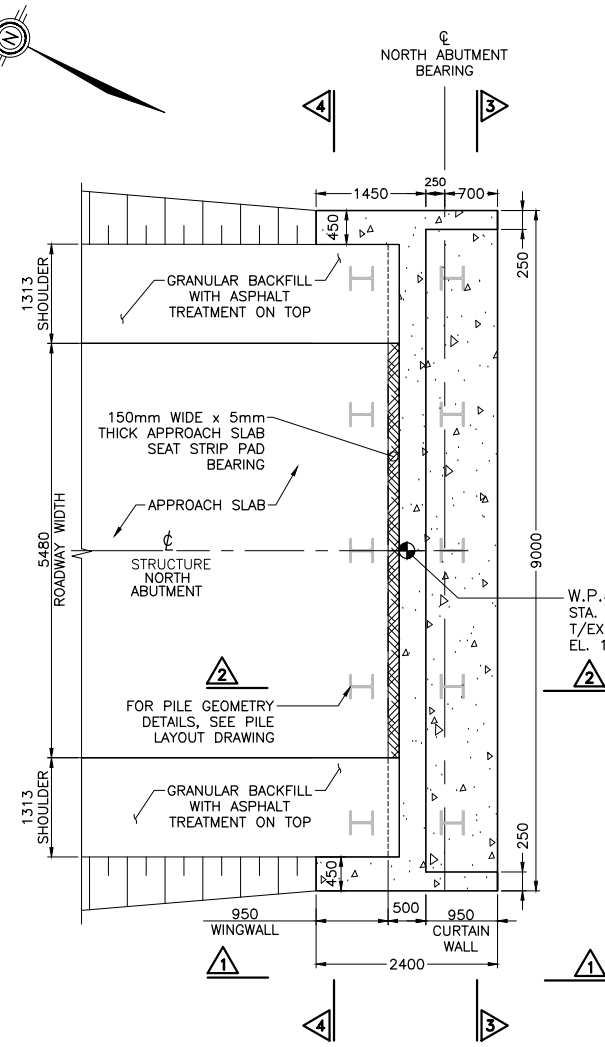 N
℄
NORTH ABUTMENT
BEARING
4
3
1450
250
700
450
250
1313
SHOULDER
GRANULAR BACKFILL
WITH ASPHALT
TREATMENT ON TOP
150mm WIDE x 5mm
THICK APPROACH SLAB
SEAT STRIP PAD
BEARING
APPROACH SLAB
5480
ROADWAY WIDTH
℄
STRUCTURE
NORTH
ABUTMENT
9000
W.P.
STA.
T/EX
EL. 1
2
2
FOR PILE GEOMETRY
DETAILS, SEE PILE
LAYOUT DRAWING
1313
SHOULDER
GRANULAR BACKFILL
WITH ASPHALT
TREATMENT ON TOP
250
450
950
WINGWALL
500
950
CURTAIN
WALL
1
2400
1
4
3